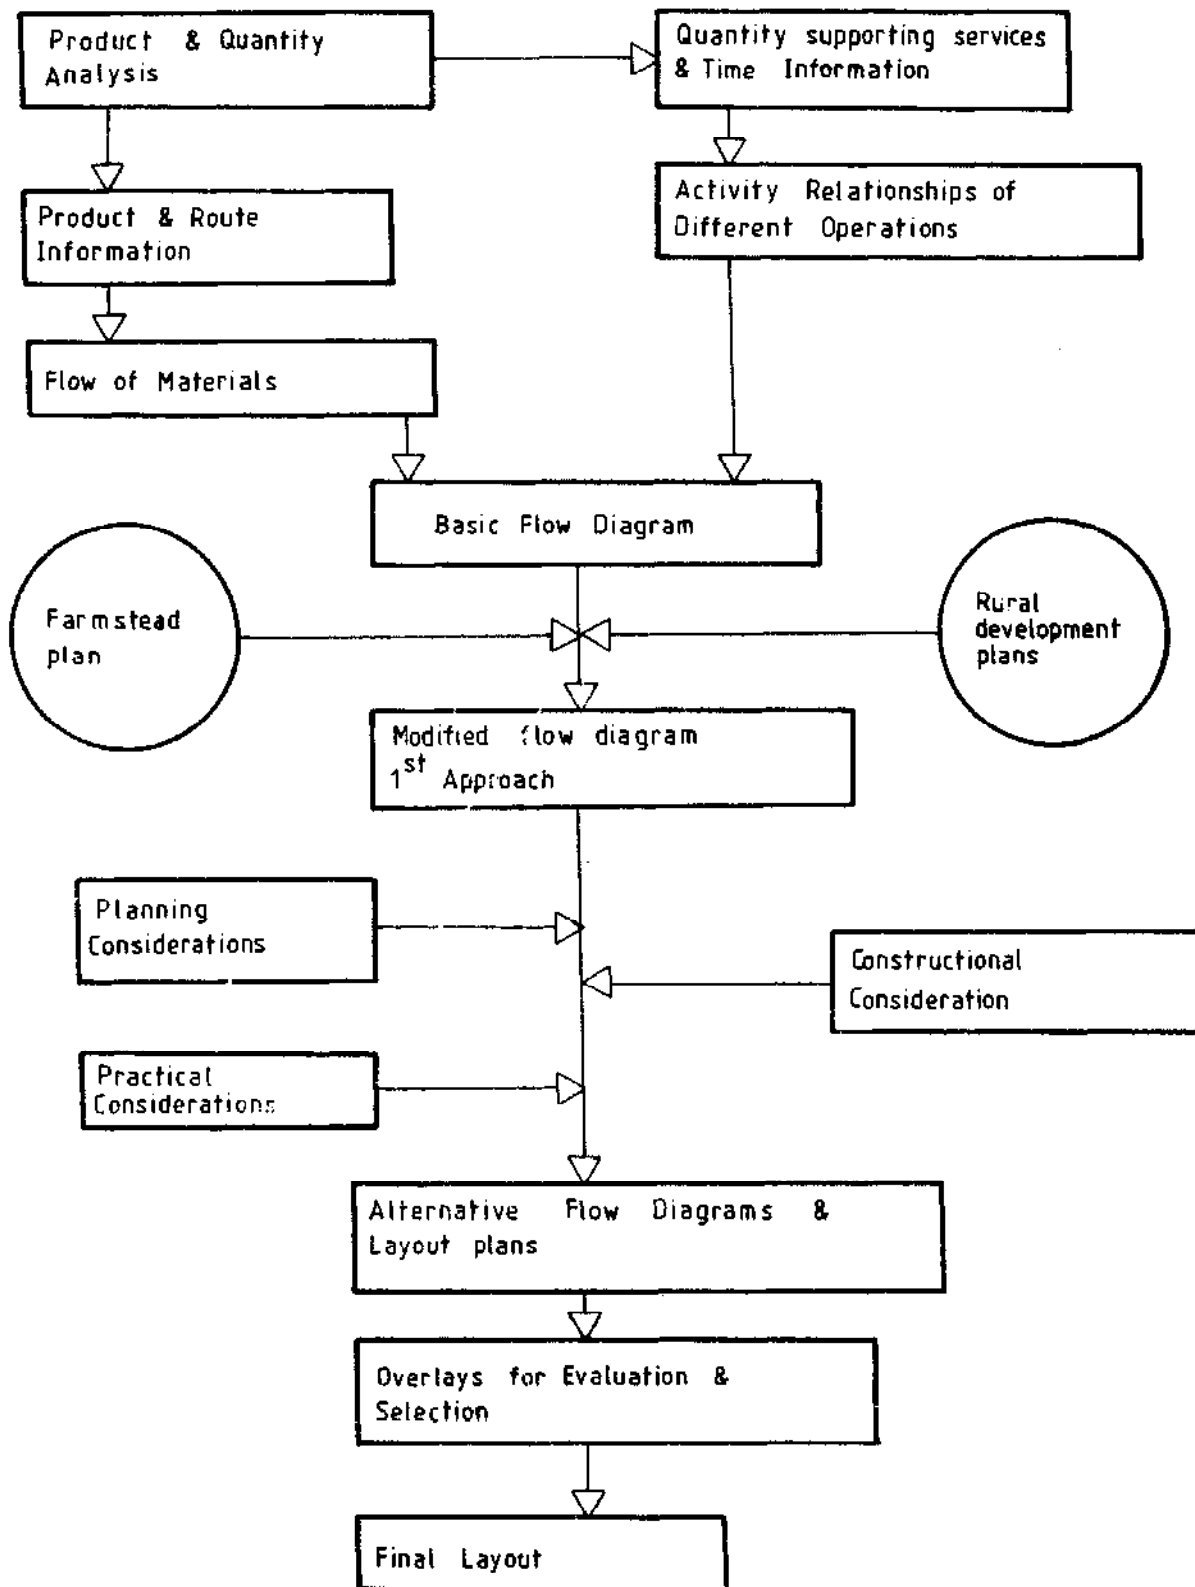 Product & Quantity
Analysis
Quantity supporting services
& Time Information
Product & Route
Information
Activity Relationships of
Different Operations
Flow of Materials
Basic Flow Diagram
Farmstead
plan
Rural
development
plans
Modified flow diagram
1st Approach
Planning
Considerations
Constructional
Consideration
Practical
Considerations
Alternative Flow Diagrams &
Layout plans
Overlays for Evaluation &
Selection
Final Layout